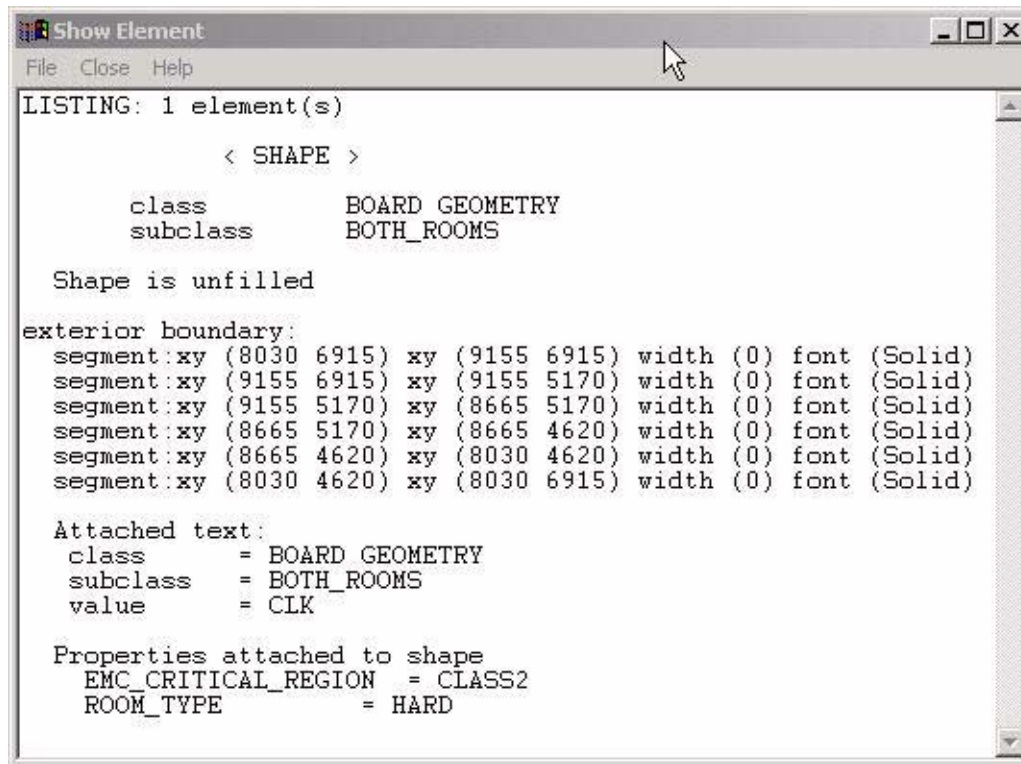 Show Element
File Close Help
LISTING: 1 element(s)
< SHAPE >
class BOARD GEOMETRY
subclass BOTH_ROOMS
Shape is unfilled
exterior boundary:
segment:xy (8030 6915) xy (9155 6915) width (0) font (Solid)
segment:xy (9155 6915) xy (9155 5170) width (0) font (Solid)
segment:xy (9155 5170) xy (8665 5170) width (0) font (Solid)
segment:xy (8665 5170) xy (8665 4620) width (0) font (Solid)
segment:xy (8665 4620) xy (8030 4620) width (0) font (Solid)
segment:xy (8030 4620) xy (8030 6915) width (0) font (Solid)
Attached text:
class = BOARD GEOMETRY
subclass = BOTH_ROOMS
value = CLK
Properties attached to shape
EMC_CRITICAL_REGION = CLASS2
ROOM_TYPE = HARD